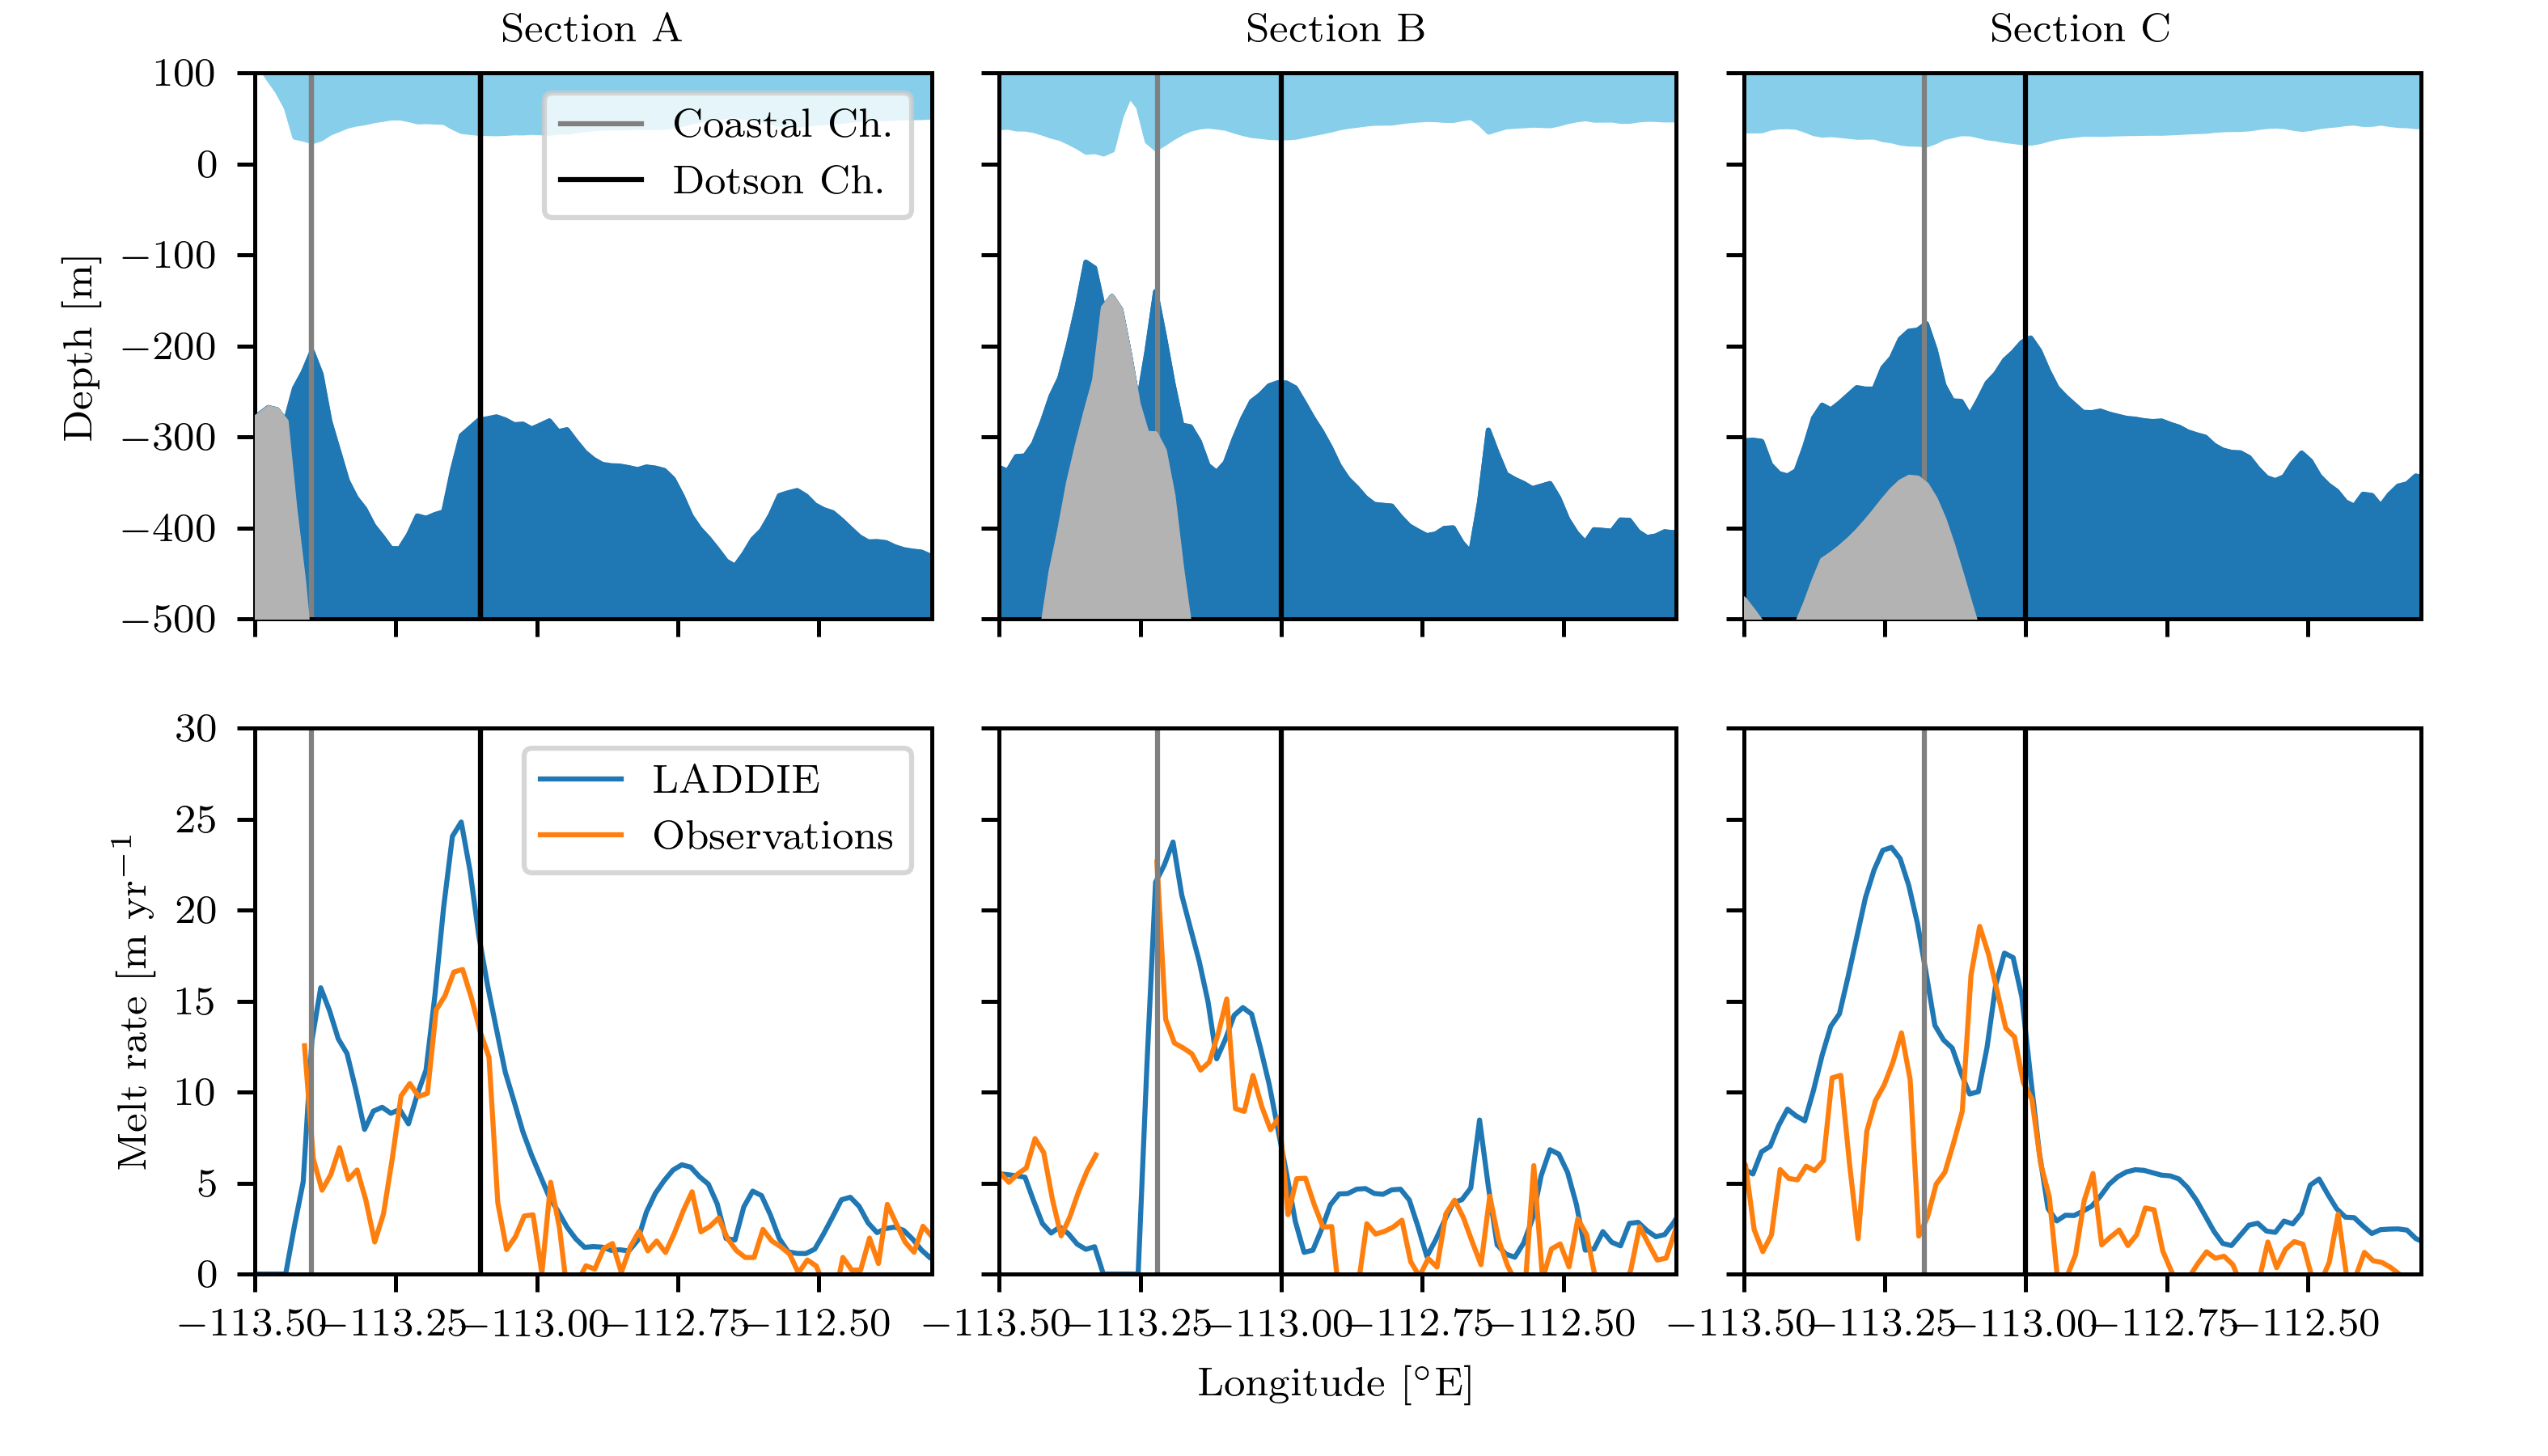 Section A
Section B
Section C
100
0
−100
−200
−300
−400
−500
Depth [m]
Coastal Ch.
Dotson Ch.
30
25
20
15
10
5
0
Melt rate [m yr⁻¹]
LADDIE
Observations
−113.50 −113.25 −113.00 −112.75 −112.50
−113.50 −113.25 −113.00 −112.75 −112.50
−113.50 −113.25 −113.00 −112.75 −112.50
Longitude [°E]